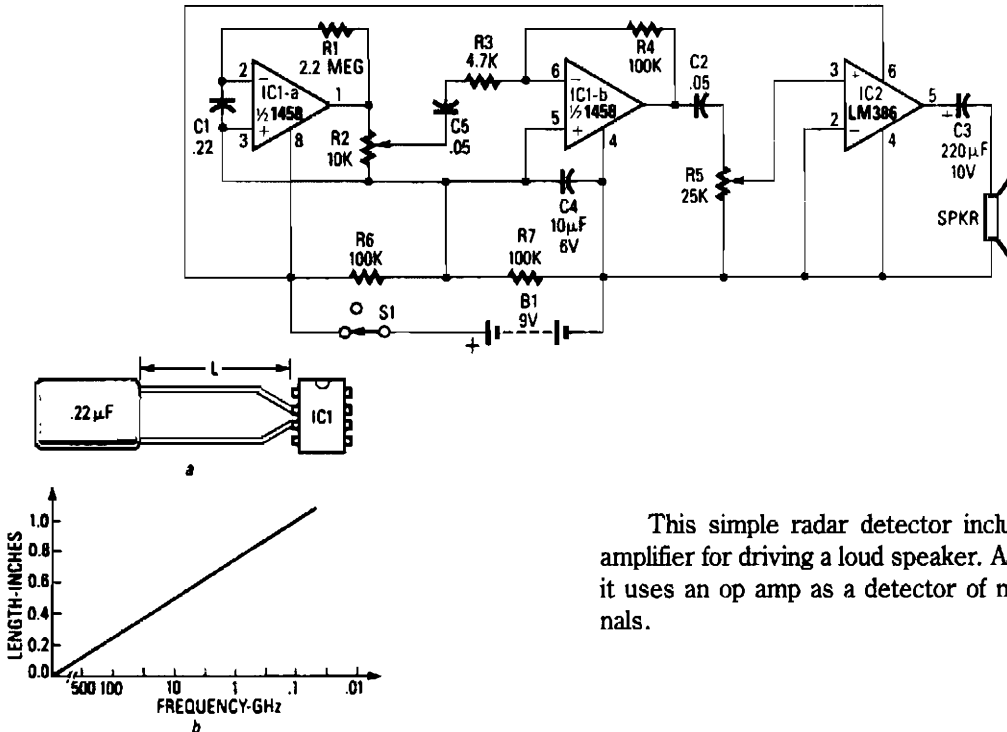 R1
2.2 MEG
2
IC1-a
½ 1458
1
3
8
C1
.22
R2
10K
R3
4.7K
C5
.05
R4
100K
6
IC1-b
½ 1458
5
4
C2
.05
C4
10µF
6V
R5
25K
3
6
IC2
LM386
5
2
4
+
C3
220µF
10V
SPKR
R6
100K
R7
100K
S1
+
B1
9V
L
.22µF
IC1
a
LENGTH-INCHES
1.0
0.8
0.6
0.4
0.2
0.0
500 100 10 1 .1 .01
FREQUENCY-GHz
b
This simple radar detector inclu
amplifier for driving a loud speaker. A
it uses an op amp as a detector of
nals.